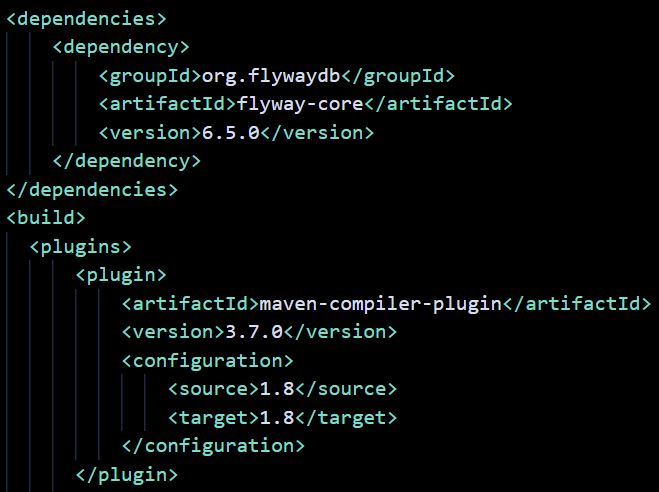 <dependencies>
<dependency>
<groupId>org.flywaydb</groupId>
<artifactId>flyway-core</artifactId>
<version>6.5.0</version>
</dependency>
</dependencies>
<build>
<plugins>
<plugin>
<artifactId>maven-compiler-plugin</artifactId>
<version>3.7.0</version>
<configuration>
<source>1.8</source>
<target>1.8</target>
</configuration>
</plugin>